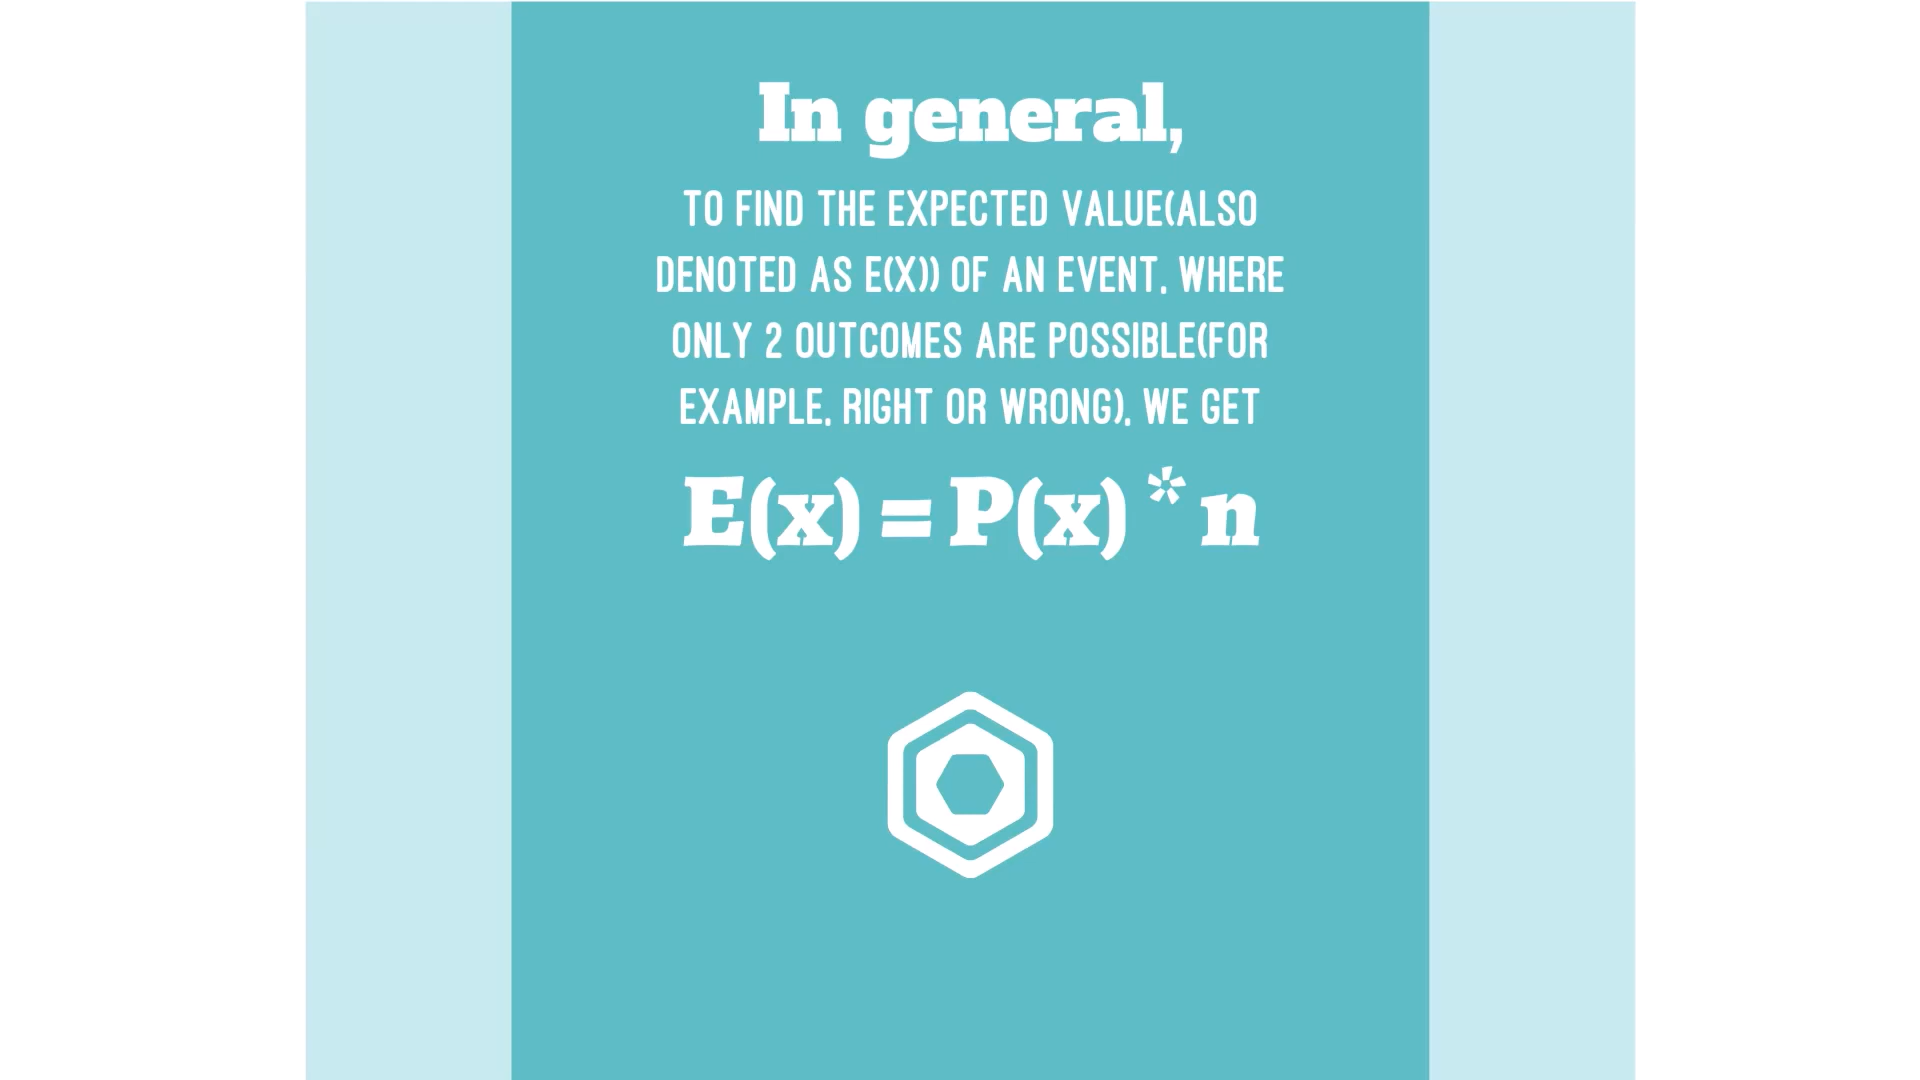 In general,
TO FIND THE EXPECTED VALUE(ALSO
DENOTED AS E(X)) OF AN EVENT, WHERE
ONLY 2 OUTCOMES ARE POSSIBLE(FOR
EXAMPLE, RIGHT OR WRONG), WE GET
E(x) = P(x) * n